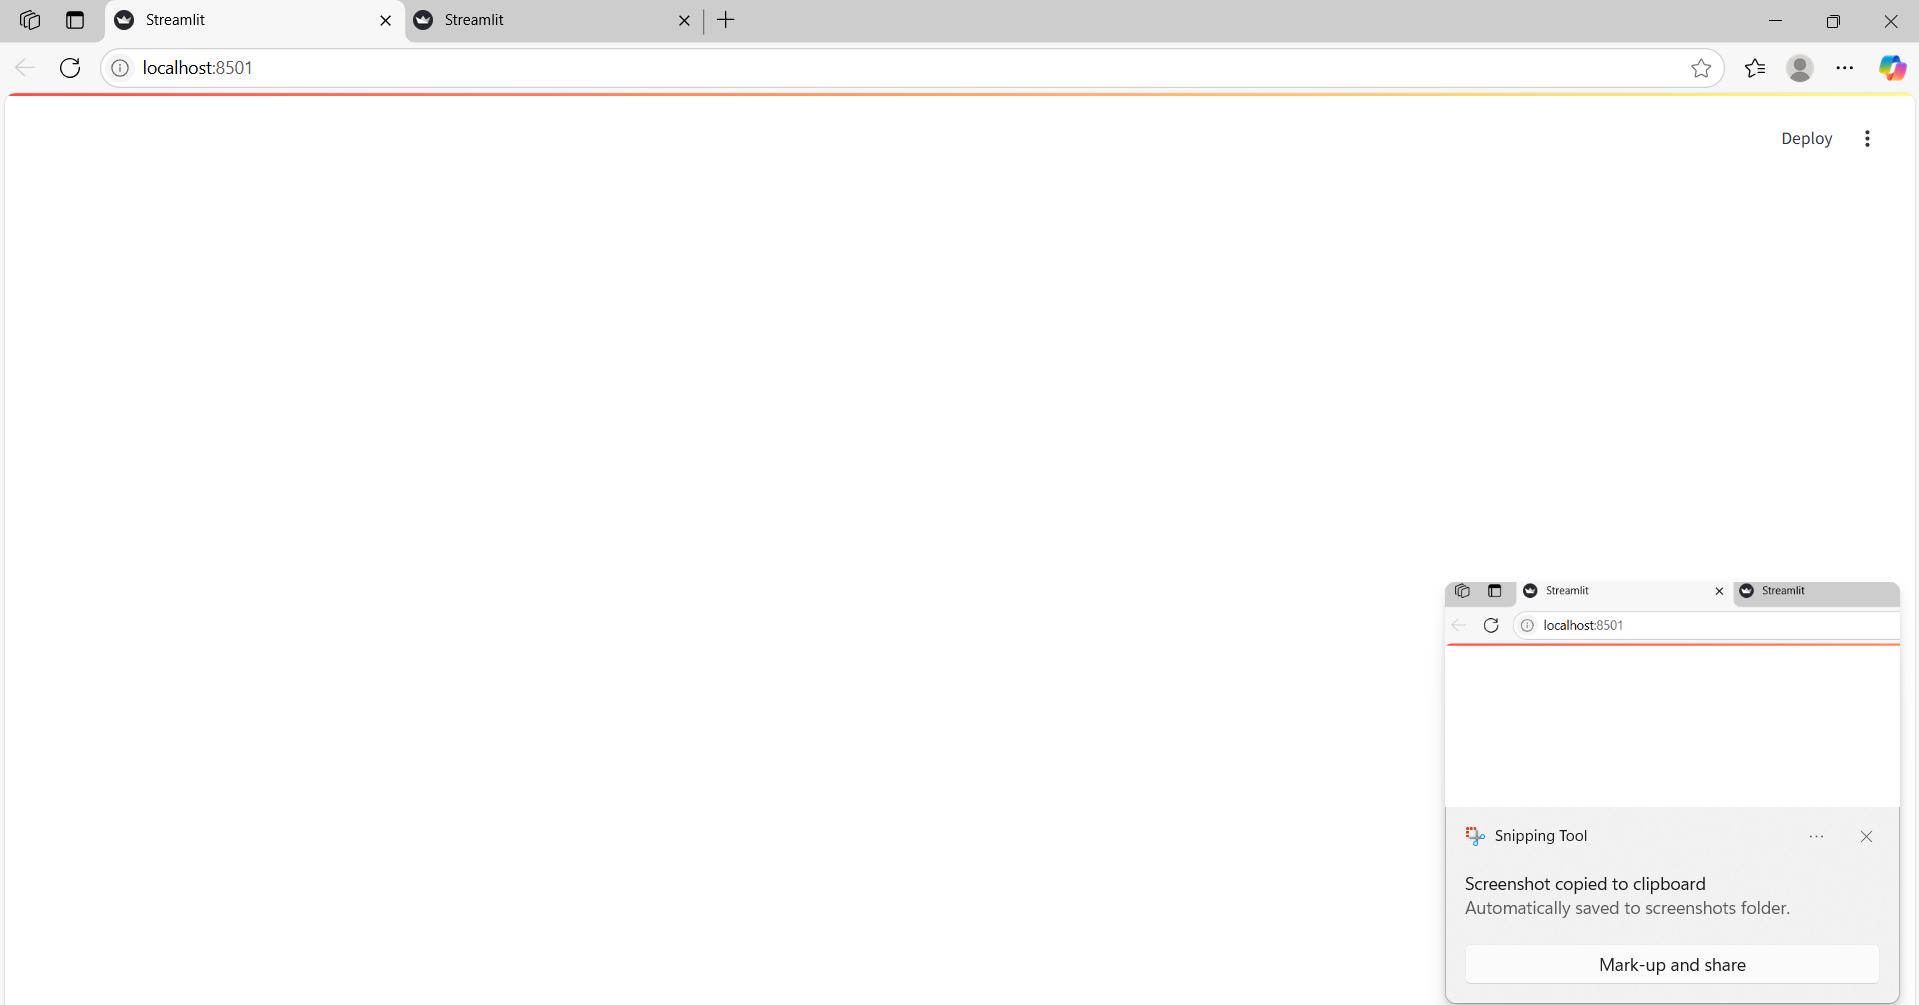 Streamlit
Streamlit
localhost:8501
Deploy
Streamlit
Streamlit
localhost:8501
Snipping Tool
Screenshot copied to clipboard
Automatically saved to screenshots folder.
Mark-up and share